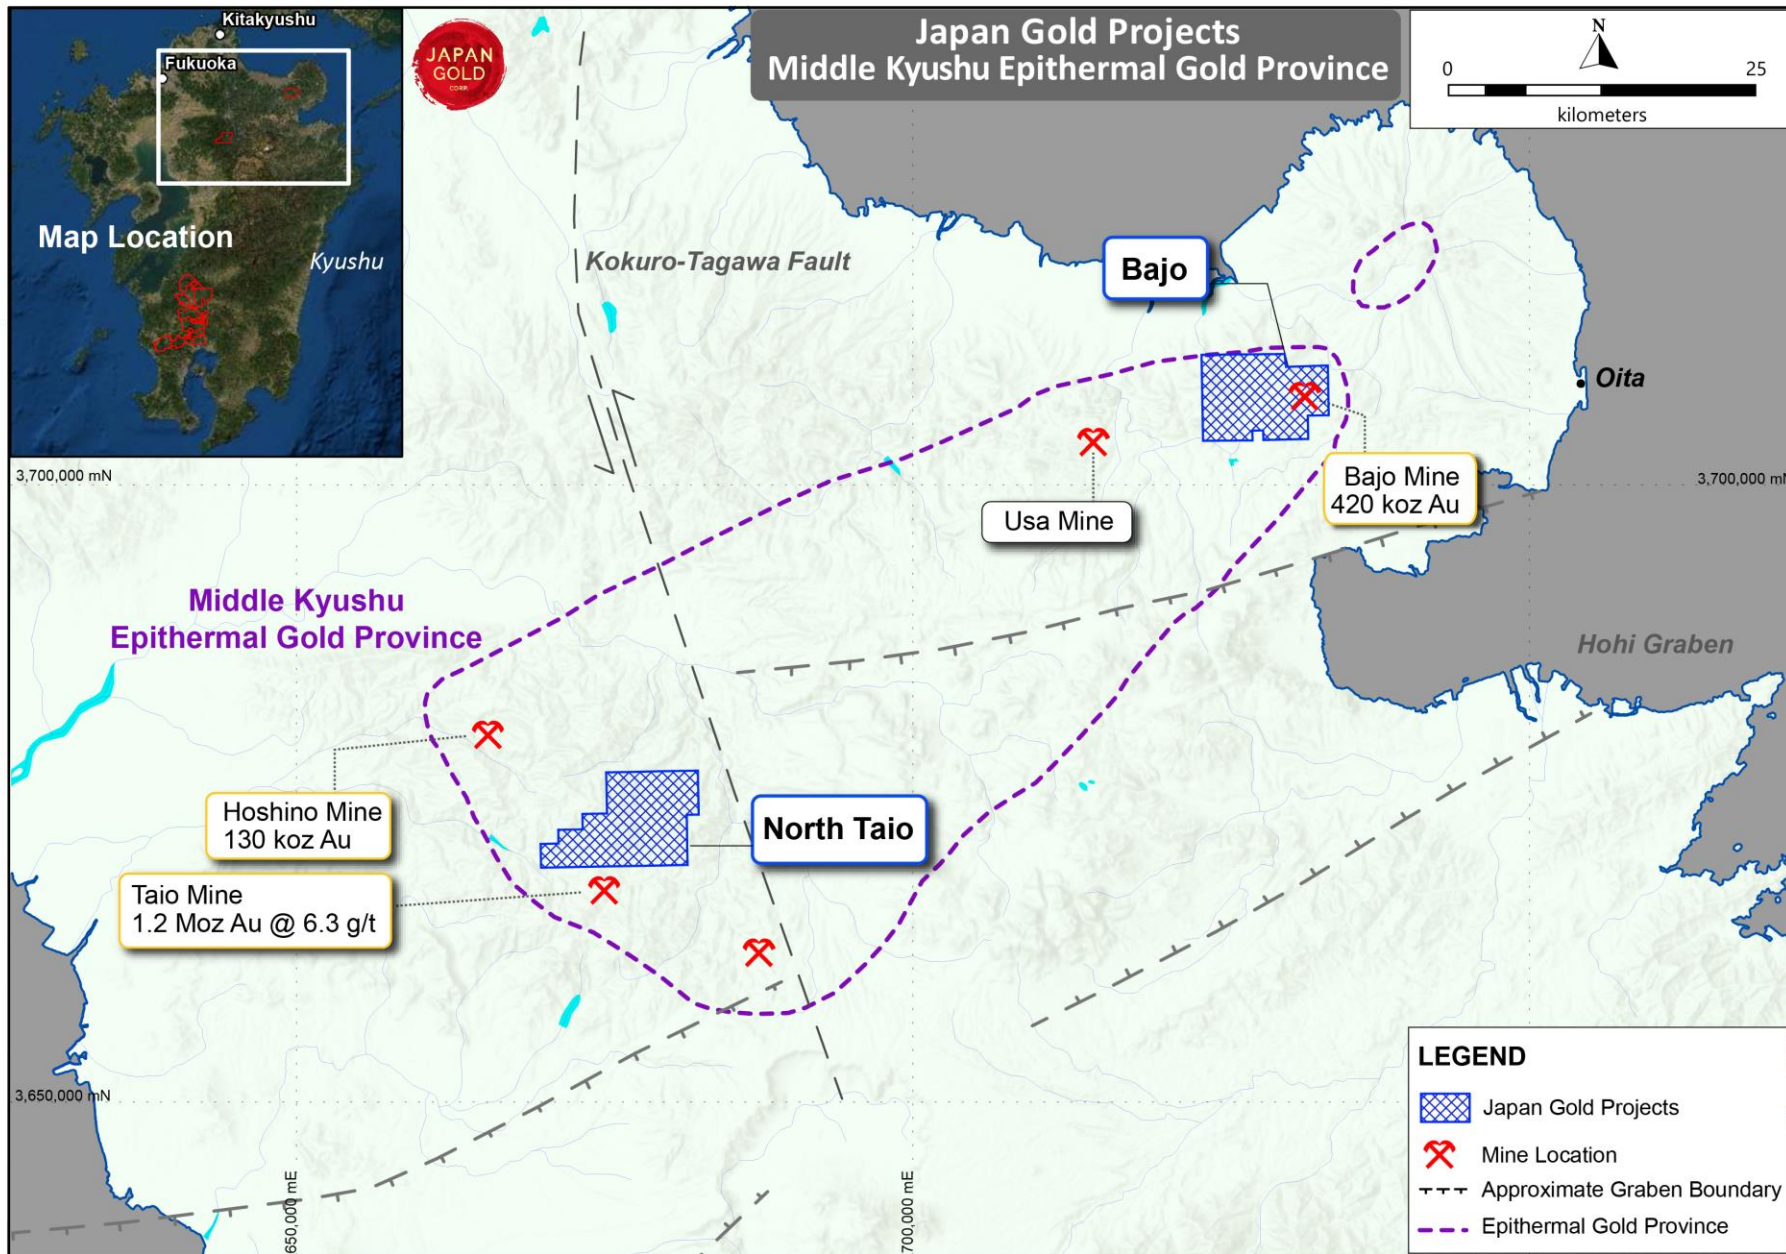 Kitakyushu
Fukuoka
Map Location
Kyushu
JAPAN
GOLD
CORP.
Japan Gold Projects
Middle Kyushu Epithermal Gold Province
N
0 25
kilometers
Kokuro-Tagawa Fault
Bajo
Oita
3,700,000 mN
3,700,000 mN
Bajo Mine
420 koz Au
Usa Mine
Middle Kyushu
Epithermal Gold Province
Hohi Graben
Hoshino Mine
130 koz Au
North Taio
Taio Mine
1.2 Moz Au @ 6.3 g/t
3,650,000 mN
650,000 mE
700,000 mE
LEGEND
Japan Gold Projects
Mine Location
Approximate Graben Boundary
Epithermal Gold Province